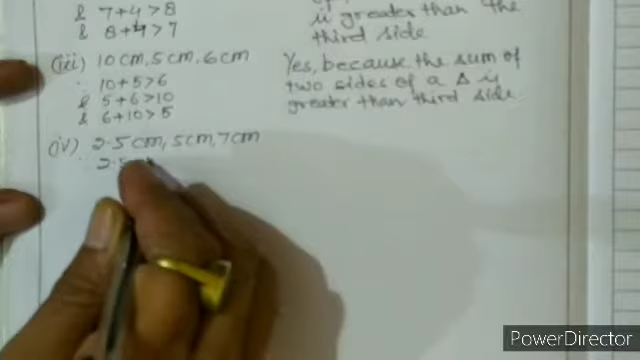 & 7+4>8
& 8+4>7
is greater than the
third side
(iii) 10cm, 5cm, 6cm
∴ 10+5>6
& 5+6>10
& 6+10>5
Yes, because the sum of
two sides of a Δ is
greater than third side.
(iv) 2.5cm, 5cm, 7cm
∴ 2.5
PowerDirector